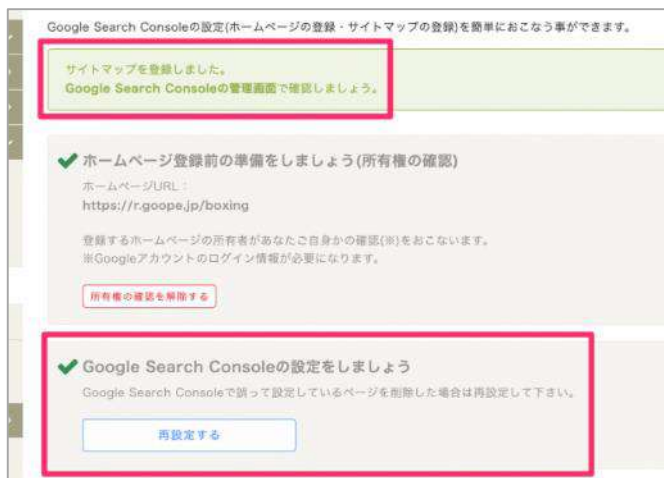 Google Search Consoleの設定(ホームページの登録・サイトマップの登録)を簡単におこなう事ができます。
サイトマップを登録しました。
Google Search Consoleの管理画面で確認しましょう。
ホームページ登録前の準備をしましょう(所有権の確認)
ホームページURL：
https://r.goope.jp/boxing
登録するホームページの所有者があなたご自身かの確認(※)をおこないます。
※Googleアカウントのログイン情報が必要になります。
所有権の確認を解除する
Google Search Consoleの設定をしましょう
Google Search Consoleで誤って設定しているページを削除した場合は再設定して下さい。
再設定する